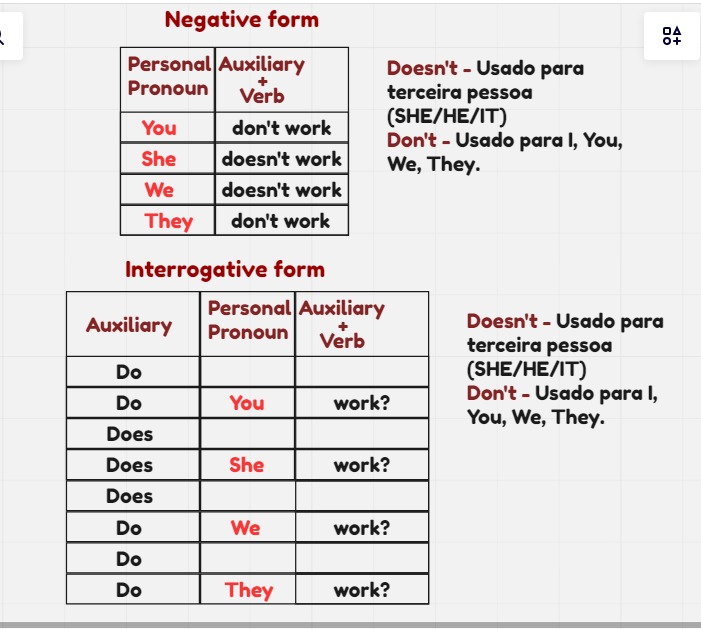 Negative form
Personal Pronoun Auxiliary + Verb
You don't work
She doesn't work
We doesn't work
They don't work
Doesn't - Usado para
terceira pessoa
(SHE/HE/IT)
Don't - Usado para I, You,
We, They.
Interrogative form
Auxiliary Personal Pronoun Auxiliary + Verb
Do
Do You work?
Does
Does She work?
Does
Do We work?
Do
Do They work?
Doesn't - Usado para
terceira pessoa
(SHE/HE/IT)
Don't - Usado para I,
You, We, They.